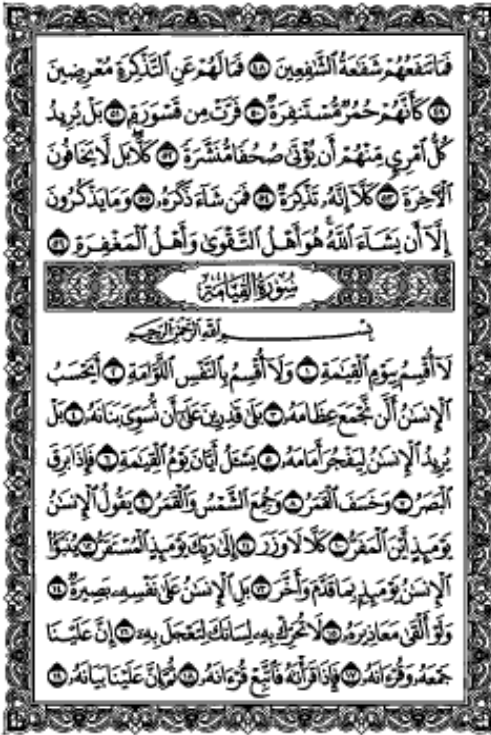 فَمَا تَنفَعُهُمْ شَفَـٰعَةُ ٱلشَّـٰفِعِينَ ٤٨ فَمَا لَهُمْ عَنِ ٱلتَّذْكِرَةِ مُعْرِضِينَ
٤٩ كَأَنَّهُمْ حُمُرٌ مُّسْتَنفِرَةٌ ٥٠ فَرَّتْ مِن قَسْوَرَةٍ ٥١ بَلْ يُرِيدُ
كُلُّ ٱمْرِئٍ مِّنْهُمْ أَن يُؤْتَىٰ صُحُفًا مُّنَشَّرَةً ٥٢ كَلَّا بَل لَّا يَخَافُونَ
ٱلْـَٔاخِرَةَ ٥٣ كَلَّآ إِنَّهُۥ تَذْكِرَةٌ ٥٤ فَمَن شَآءَ ذَكَرَهُۥ ٥٥ وَمَا يَذْكُرُونَ
إِلَّآ أَن يَشَآءَ ٱللَّهُ هُوَ أَهْلُ ٱلتَّقْوَىٰ وَأَهْلُ ٱلْمَغْفِرَةِ ٥٦
سُورَةُ الْقِيَامَةِ
بِسْمِ ٱللَّهِ ٱلرَّحْمَـٰنِ ٱلرَّحِيمِ
لَآ أُقْسِمُ بِيَوْمِ ٱلْقِيَـٰمَةِ ١ وَلَآ أُقْسِمُ بِٱلنَّفْسِ ٱللَّوَّامَةِ ٢ أَيَحْسَبُ
ٱلْإِنسَـٰنُ أَلَّن نَّجْمَعَ عِظَامَهُۥ ٣ بَلَىٰ قَـٰدِرِينَ عَلَىٰٓ أَن نُّسَوِّىَ بَنَانَهُۥ ٤ بَلْ
يُرِيدُ ٱلْإِنسَـٰنُ لِيَفْجُرَ أَمَامَهُۥ ٥ يَسْـَٔلُ أَيَّانَ يَوْمُ ٱلْقِيَـٰمَةِ ٦ فَإِذَا بَرِقَ
ٱلْبَصَرُ ٧ وَخَسَفَ ٱلْقَمَرُ ٨ وَجُمِعَ ٱلشَّمْسُ وَٱلْقَمَرُ ٩ يَقُولُ ٱلْإِنسَـٰنُ
يَوْمَئِذٍ أَيْنَ ٱلْمَفَرُّ ١٠ كَلَّا لَا وَزَرَ ١١ إِلَىٰ رَبِّكَ يَوْمَئِذٍ ٱلْمُسْتَقَرُّ ١٢ يُنَبَّؤُا۟
ٱلْإِنسَـٰنُ يَوْمَئِذٍۭ بِمَا قَدَّمَ وَأَخَّرَ ١٣ بَلِ ٱلْإِنسَـٰنُ عَلَىٰ نَفْسِهِۦ بَصِيرَةٌ ١٤
وَلَوْ أَلْقَىٰ مَعَاذِيرَهُۥ ١٥ لَا تُحَرِّكْ بِهِۦ لِسَانَكَ لِتَعْجَلَ بِهِۦٓ ١٦ إِنَّ عَلَيْنَا
جَمْعَهُۥ وَقُرْءَانَهُۥ ١٧ فَإِذَا قَرَأْنَـٰهُ فَٱتَّبِعْ قُرْءَانَهُۥ ١٨ ثُمَّ إِنَّ عَلَيْنَا بَيَانَهُۥ ١٩